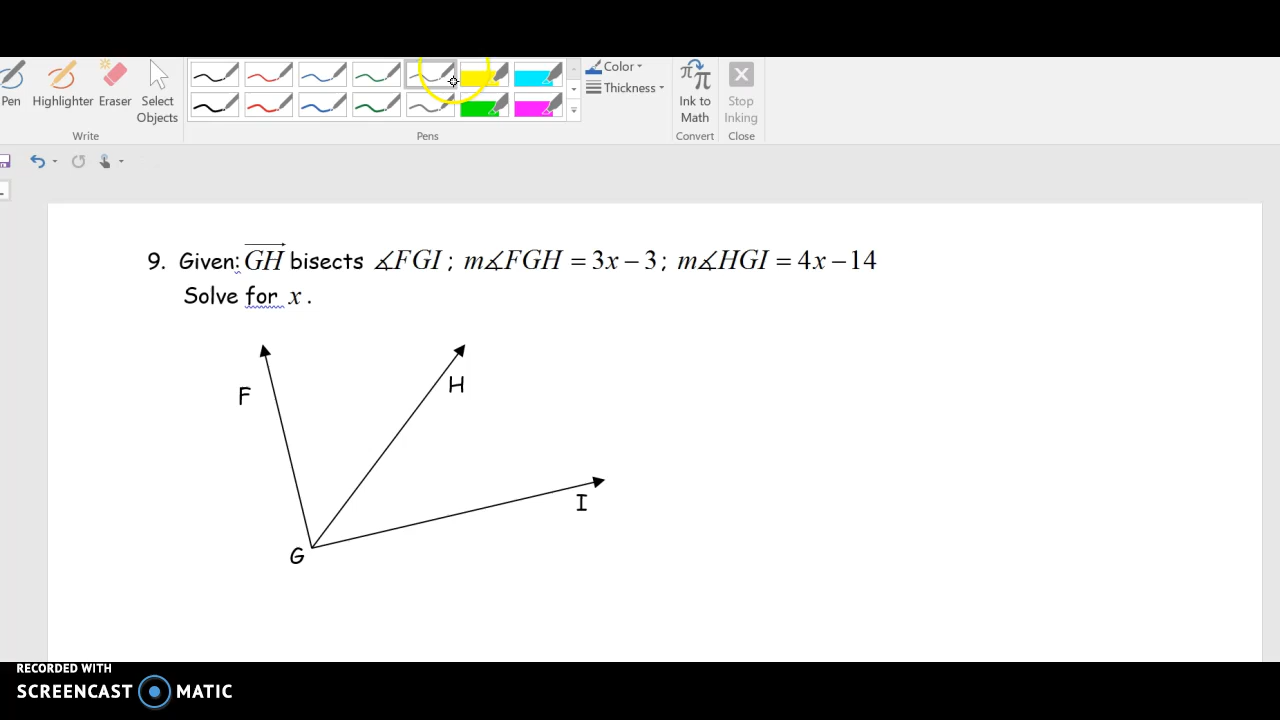 Pen
Highlighter
Eraser
Select
Objects
Color
Thickness
Ink to
Math
Stop
Inking
Write
Pens
Convert
Close
9. Given: GH bisects ∡FGI ; m∡FGH = 3x − 3; m∡HGI = 4x − 14
Solve for x .
F
H
I
G
RECORDED WITH
SCREENCAST MATIC